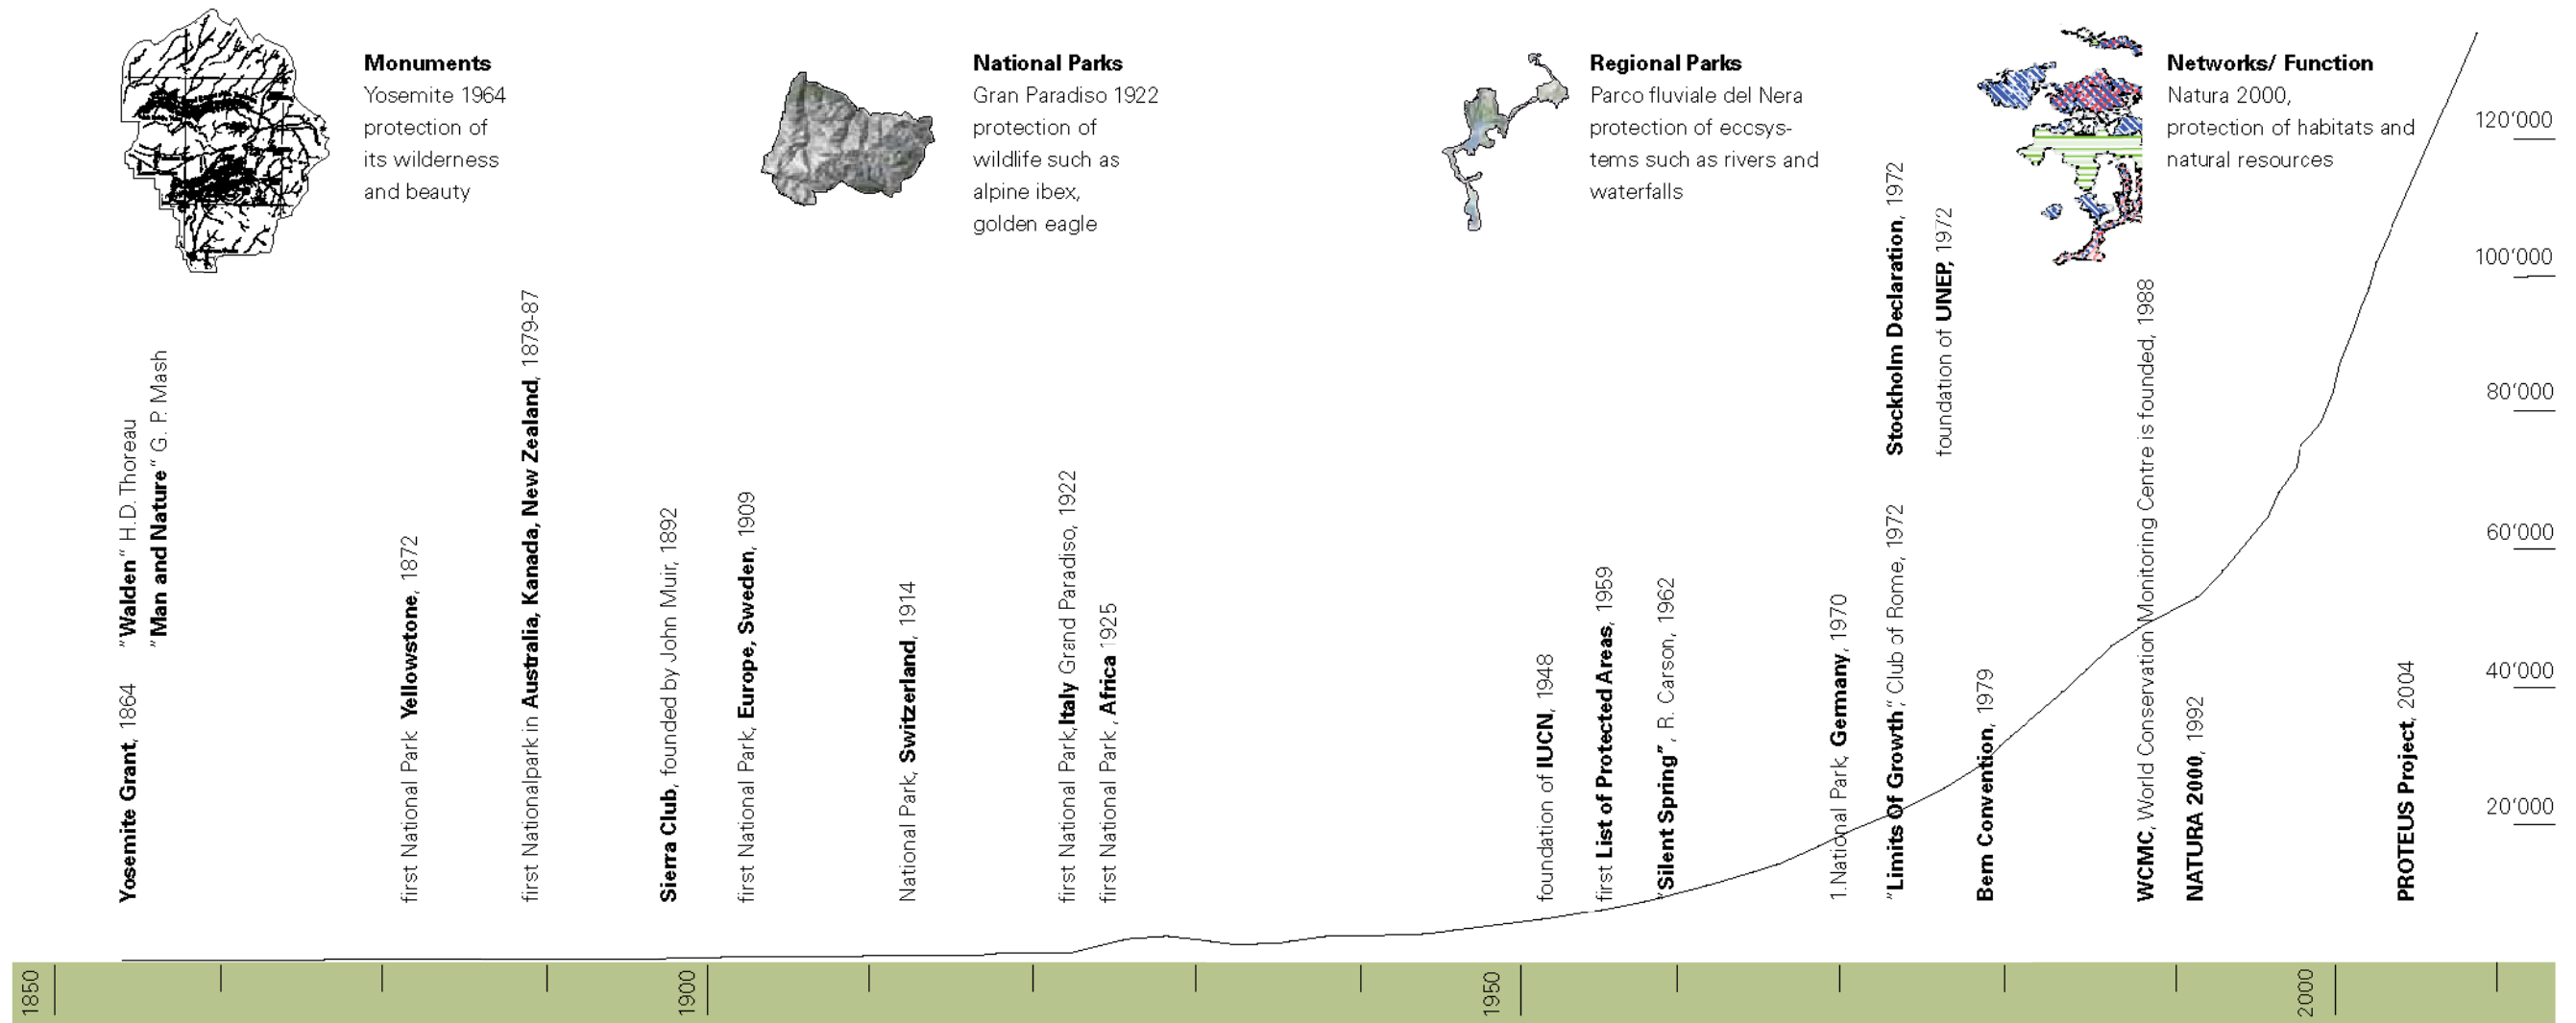 Monuments
Yosemite 1964
protection of
its wilderness
and beauty
National Parks
Gran Paradiso 1922
protection of
wildlife such as
alpine ibex,
golden eagle
Regional Parks
Parco fluviale del Nera
protection of eccsys-
tems such as rivers and
waterfalls
Networks/ Function
Natura 2000,
protection of habitats and
natural resources
120‘000
100‘000
80‘000
60‘000
40‘000
20‘000
Yosemite Grant, 1864
"Walden“ H.D. Thoreau
"Man and Nature“ G. P. Mash
first National Park Yellowstone, 1872
first Nationalpark in Australia, Kanada, New Zealand, 1879-87
Sierra Club, founded by John Muir, 1892
first National Park, Europe, Sweden, 1909
National Park, Switzerland, 1914
first National Park,Italy Grand Paradiso, 1922
first National Park , Africa 1925
foundation of IUCN, 1948
first List of Protected Areas, 1959
"Silent Spring”, R. Carson, 1962
1.National Park, Germany, 1970
"Limits Of Growth“, Club of Rome, 1972
Stockholm Declaration, 1972
foundation of UNEP, 1972
Bern Convention, 1979
WCMC, World Conservation Monitoring Centre is founded, 1988
NATURA 2000, 1992
PROTEUS Project, 2004
1850
1900
1950
2000